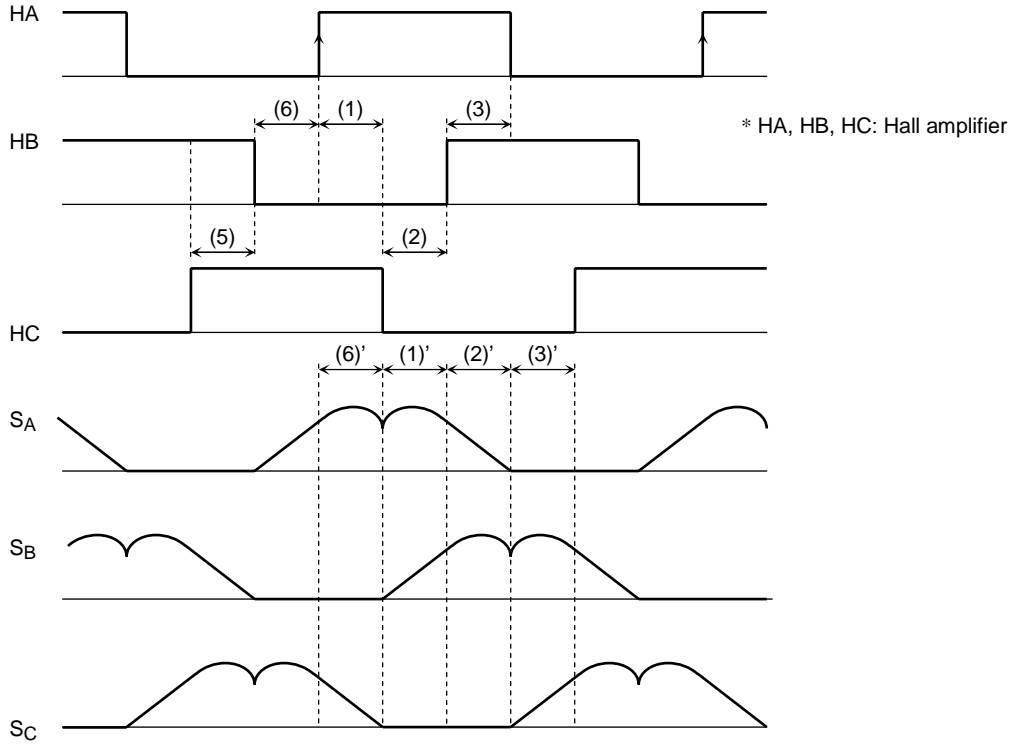 HA
(6) (1) (3)
* HA, HB, HC: Hall amplifier
HB
(5) (2)
HC
(6)’ (1)’ (2)’ (3)’
SA
SB
SC